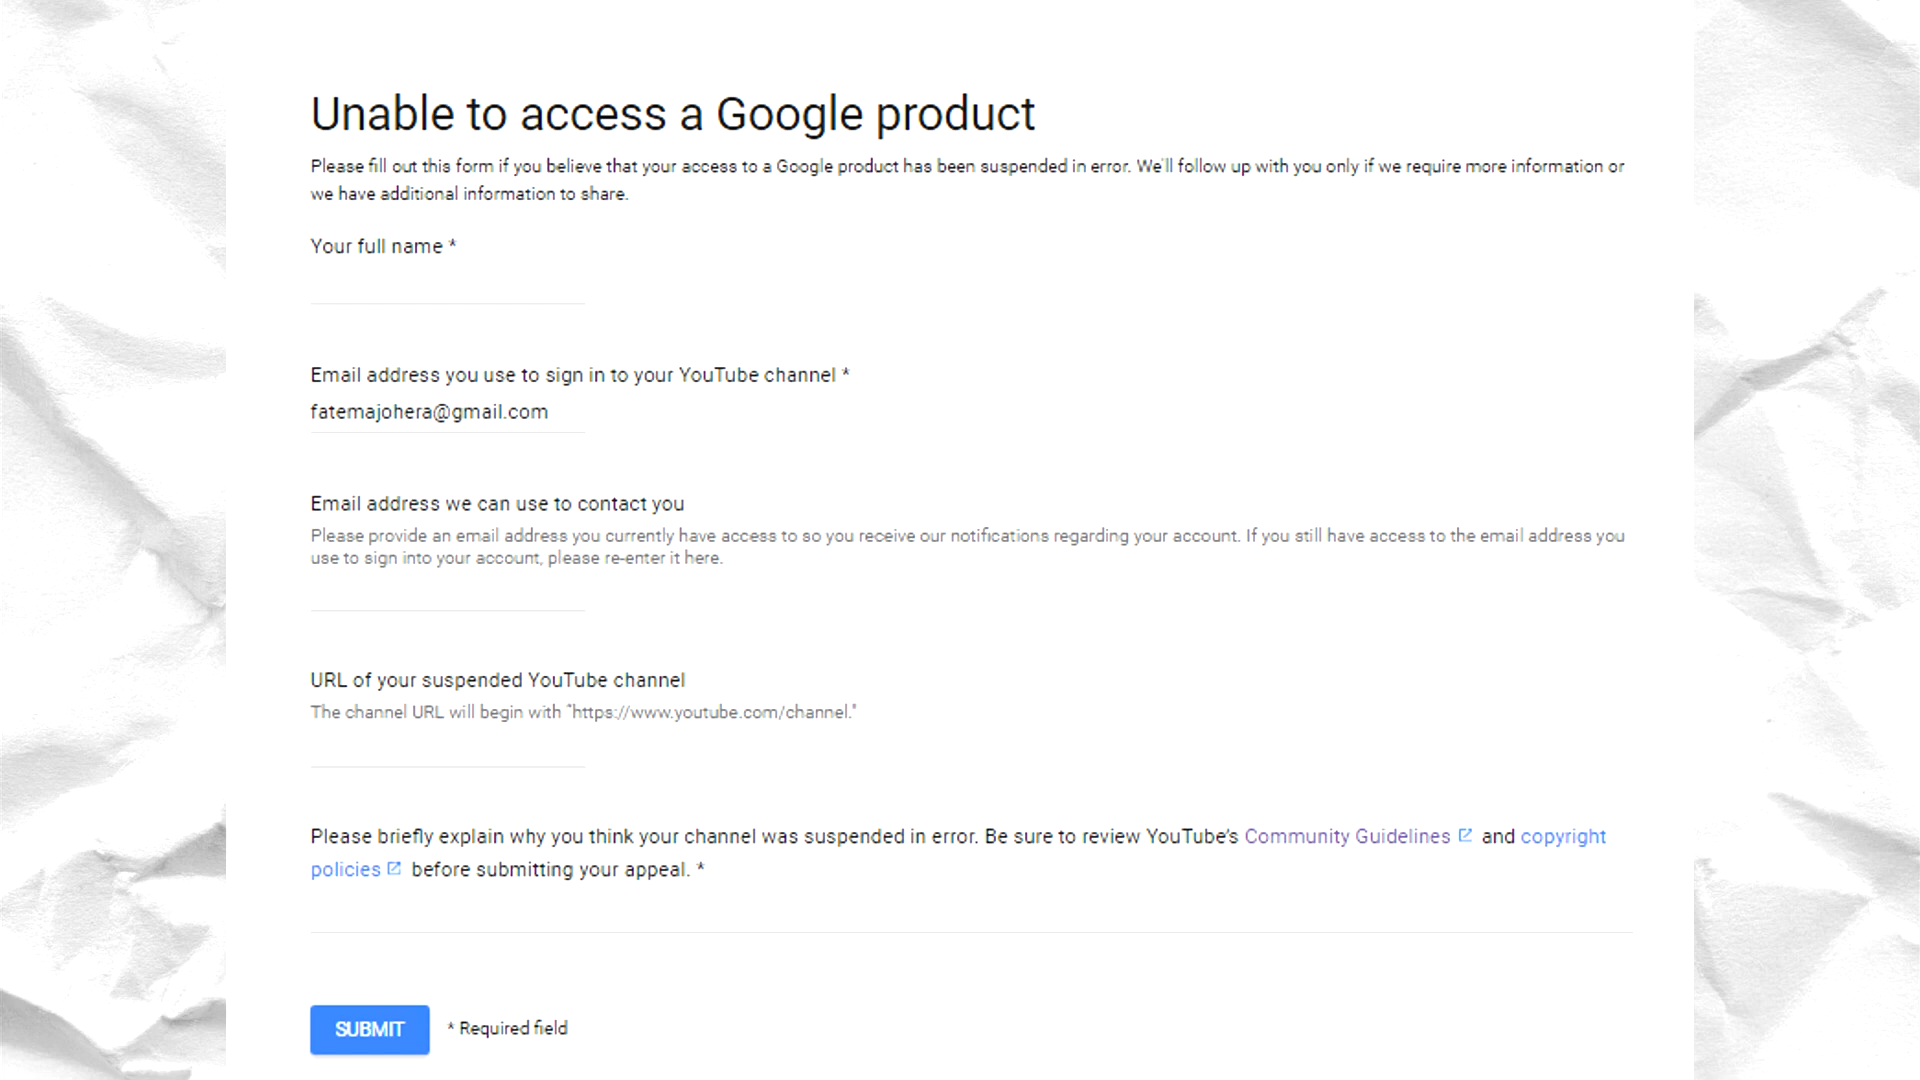 Unable to access a Google product
Please fill out this form if you believe that your access to a Google product has been suspended in error. We'll follow up with you only if we require more information or
we have additional information to share.
Your full name *
Email address you use to sign in to your YouTube channel *
fatemajohera@gmail.com
Email address we can use to contact you
Please provide an email address you currently have access to so you receive our notifications regarding your account. If you still have access to the email address you
use to sign into your account, please re-enter it here.
URL of your suspended YouTube channel
The channel URL will begin with "https://www.youtube.com/channel."
Please briefly explain why you think your channel was suspended in error. Be sure to review YouTube's Community Guidelines and copyright
policies before submitting your appeal. *
SUBMIT * Required field